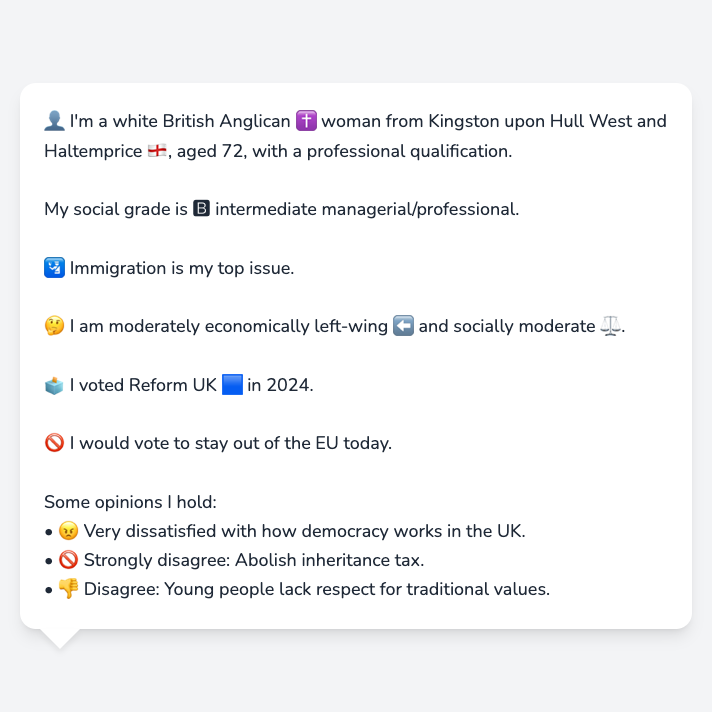 👤 I'm a white British Anglican ✝️ woman from Kingston upon Hull West and
Haltemprice 🏴󠁧󠁢󠁥󠁮󠁧󠁿, aged 72, with a professional qualification.
My social grade is 🅱 intermediate managerial/professional.
🛂 Immigration is my top issue.
🤔 I am moderately economically left-wing ⬅️ and socially moderate ⚖️.
🗳️ I voted Reform UK 🟦 in 2024.
🚫 I would vote to stay out of the EU today.
Some opinions I hold:
• 😠 Very dissatisfied with how democracy works in the UK.
• 🚫 Strongly disagree: Abolish inheritance tax.
• 👎 Disagree: Young people lack respect for traditional values.